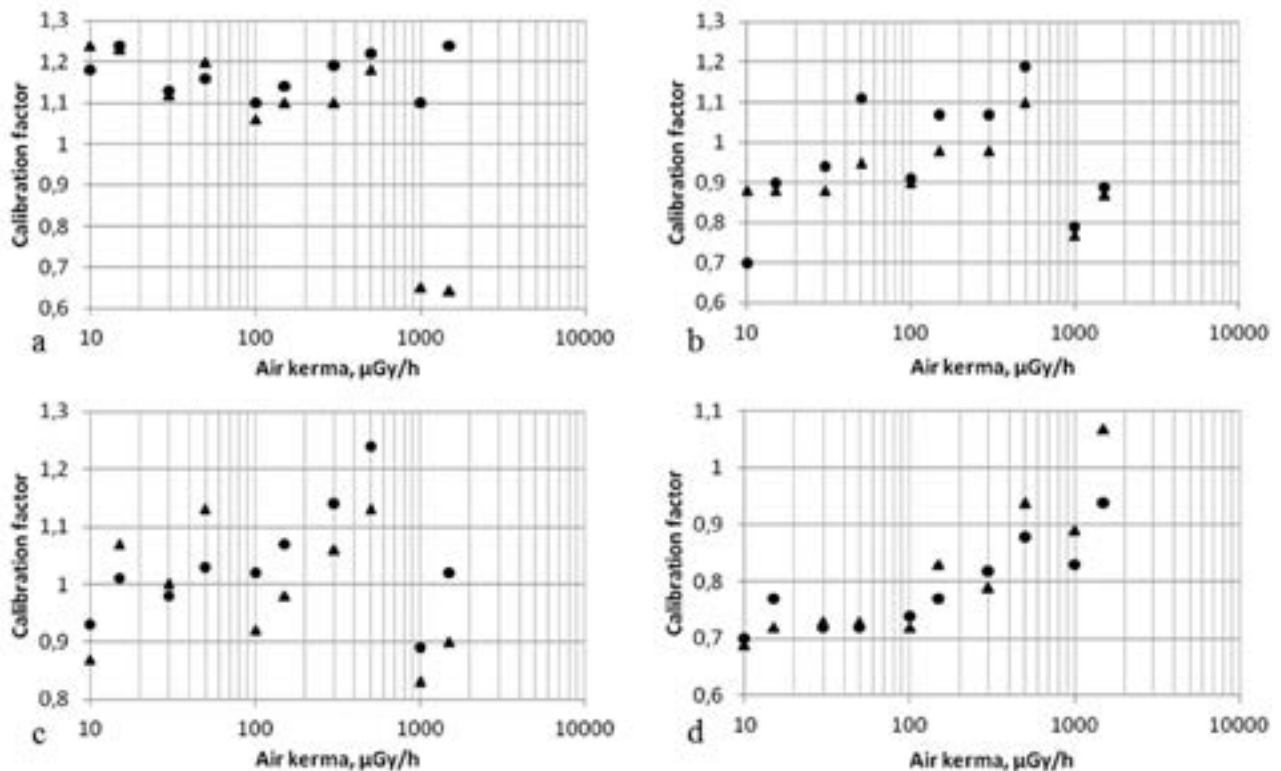 1,3
1,2
1,1
1
0,9
0,8
0,7
0,6
Calibration factor
10 100 1000 10000
Air kerma, µGy/h
a
1,3
1,2
1,1
1
0,9
0,8
0,7
0,6
Calibration factor
10 100 1000 10000
Air kerma, µGy/h
b
1,3
1,2
1,1
1
0,9
0,8
Calibration factor
10 100 1000 10000
Air kerma, µGy/h
c
1,1
1
0,9
0,8
0,7
0,6
Calibration factor
10 100 1000 10000
Air kerma, µGy/h
d